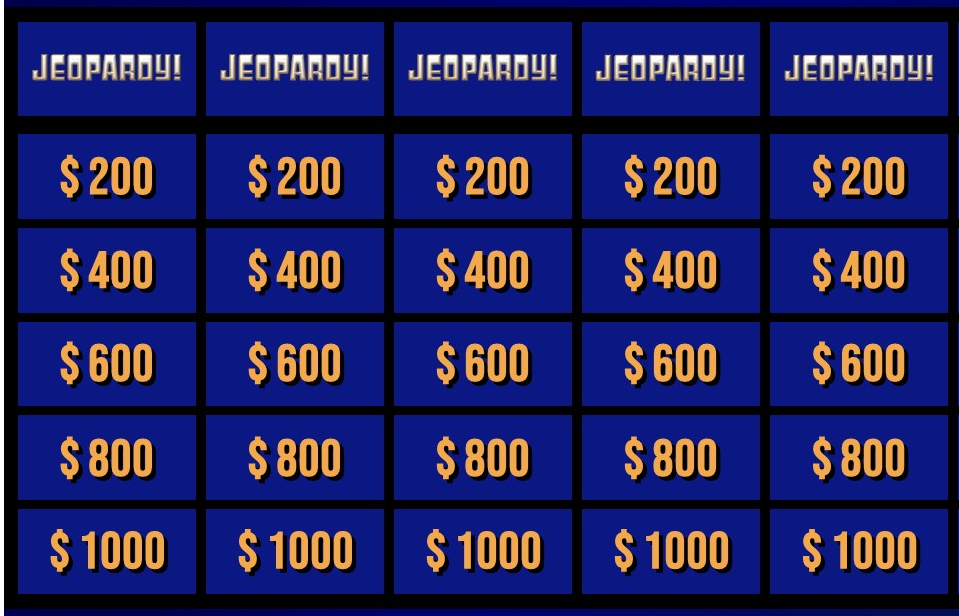 JEOPARDY! JEOPARDY! JEOPARDY! JEOPARDY! JEOPARDY!
$ 200 $ 200 $ 200 $ 200 $ 200
$ 400 $ 400 $ 400 $ 400 $ 400
$ 600 $ 600 $ 600 $ 600 $ 600
$ 800 $ 800 $ 800 $ 800 $ 800
$ 1000 $ 1000 $ 1000 $ 1000 $ 1000